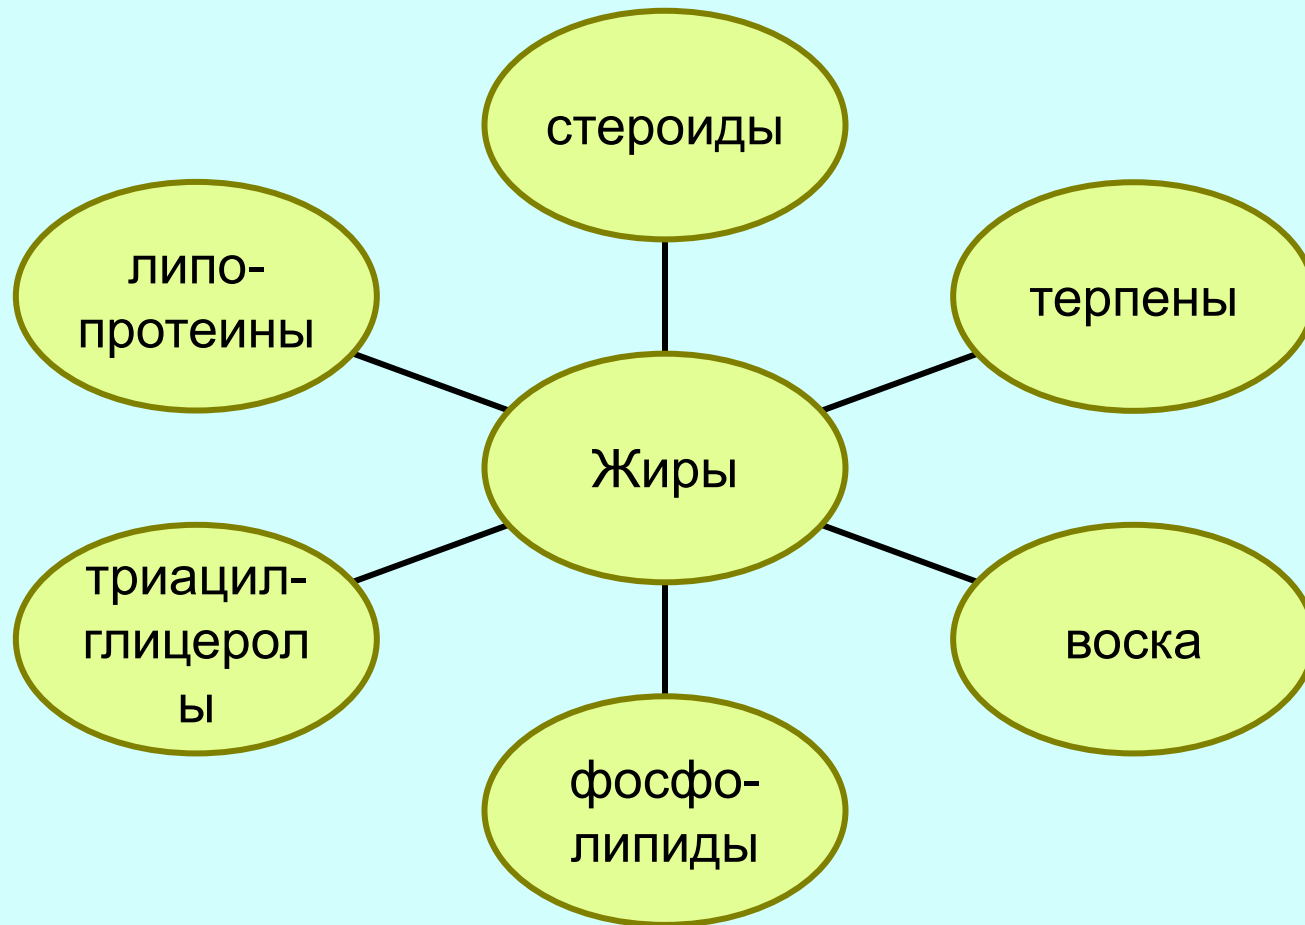 стероиды
липо-
протеины
терпены
Жиры
триацил-
глицерол
ы
воска
фосфо-
липиды